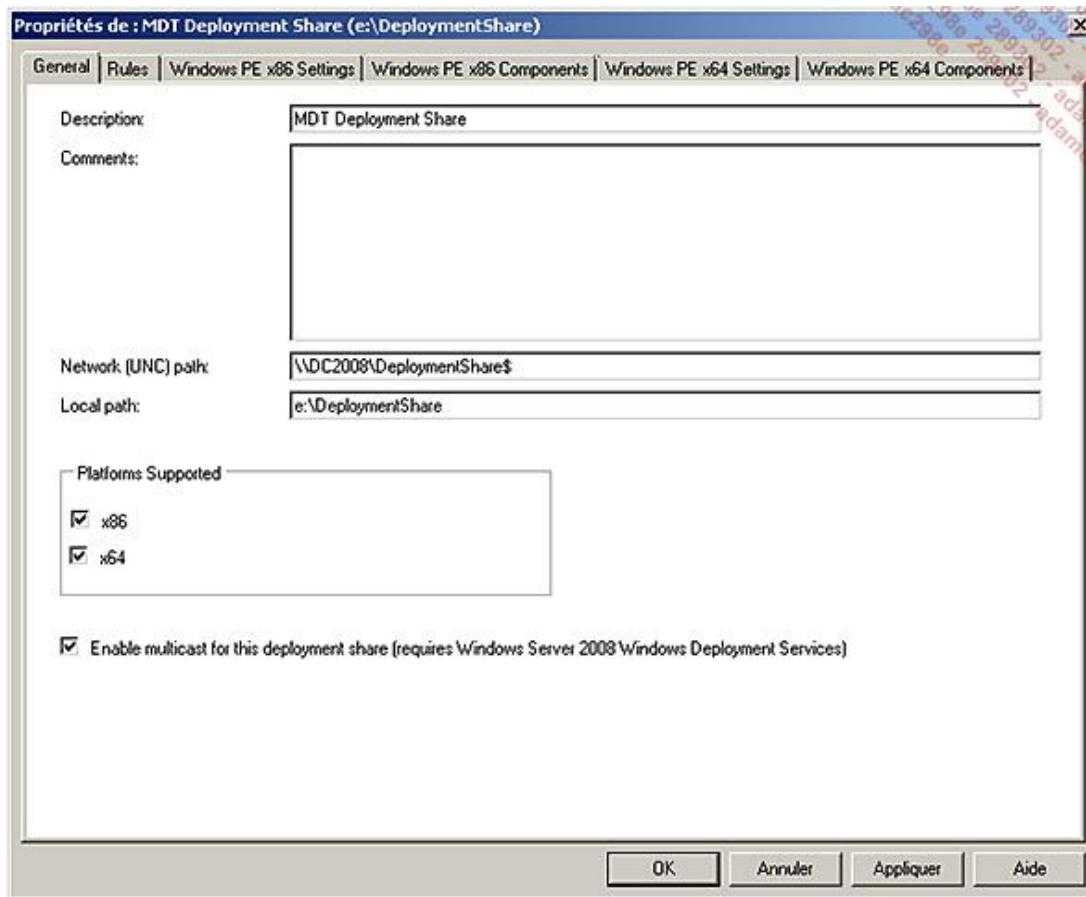 Propriétés de : MDT Deployment Share (e:\DeploymentShare)
General
Rules
Windows PE x86 Settings
Windows PE x86 Components
Windows PE x64 Settings
Windows PE x64 Components
Description:
MDT Deployment Share
Comments:
Network (UNC) path:
\\DC2008\DeploymentShare$
Local path:
e:\DeploymentShare
Platforms Supported
x86
x64
Enable multicast for this deployment share (requires Windows Server 2008 Windows Deployment Services)
OK
Annuler
Appliquer
Aide